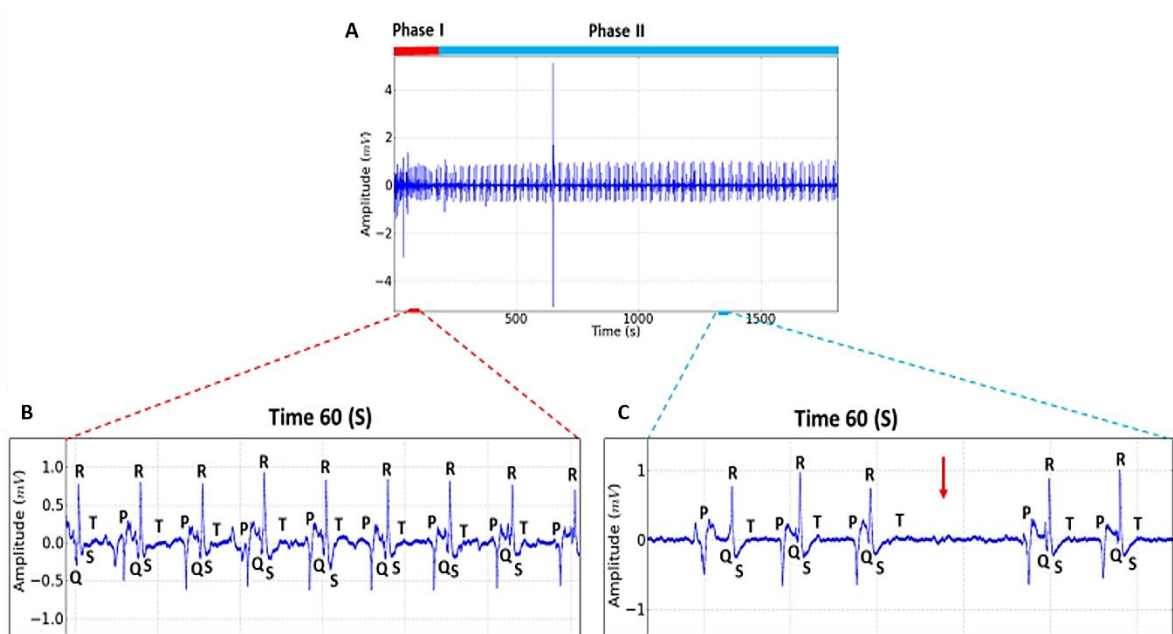 A
Phase I Phase II
4
2
0
−2
−4
Amplitude (mV)
500 1000 1500
Time (s)
B
Time 60 (S)
1.0
0.5
0.0
−0.5
−1.0
Amplitude (mV)
R R R R R R R R R
T P T P T P T P T P T P T P T P
Q S Q S Q S Q S Q S Q S Q S Q S
C
Time 60 (S)
1
0
−1
Amplitude (mV)
R R R R R
P T P T P T P T P T
Q S Q S Q S Q S Q S